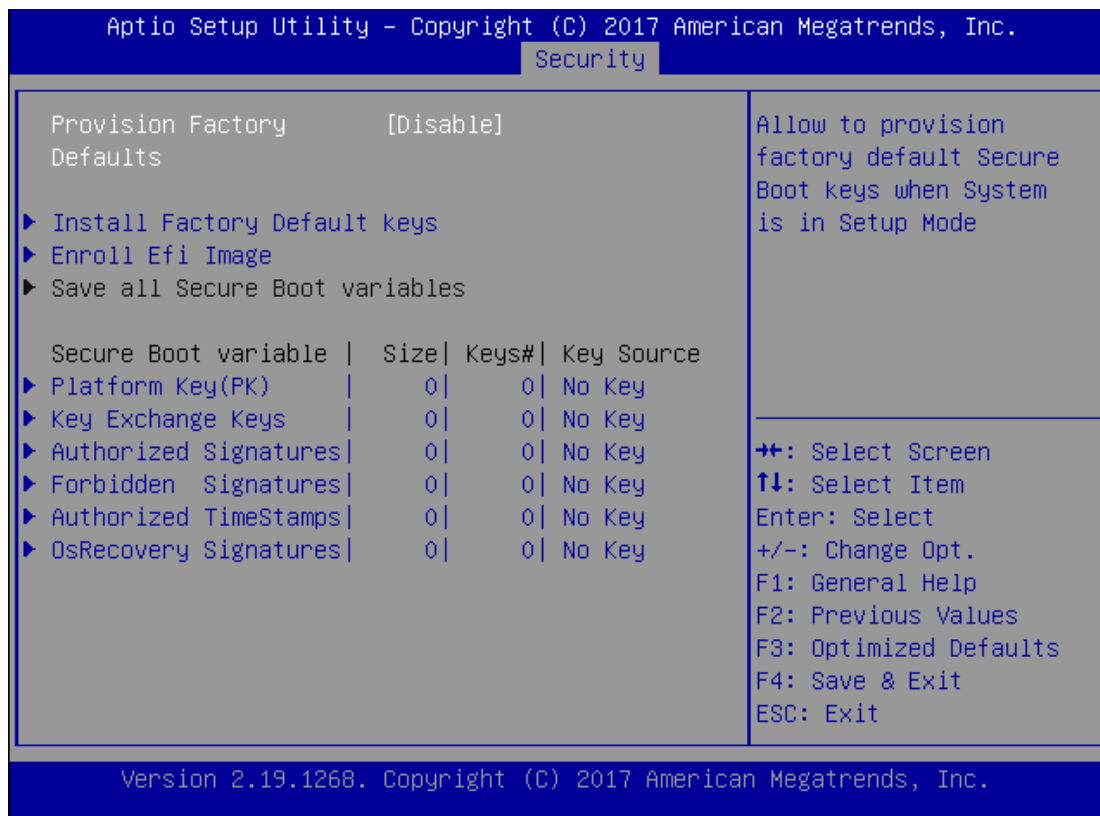 Aptio Setup Utility – Copyright (C) 2017 American Megatrends, Inc.
Security
Provision Factory [Disable]
Defaults
Install Factory Default keys
Enroll Efi Image
Save all Secure Boot variables
Secure Boot variable | Size| Keys#| Key Source
Platform Key(PK) | 0| 0| No Key
Key Exchange Keys | 0| 0| No Key
Authorized Signatures| 0| 0| No Key
Forbidden Signatures| 0| 0| No Key
Authorized TimeStamps| 0| 0| No Key
OsRecovery Signatures| 0| 0| No Key
Allow to provision
factory default Secure
Boot keys when System
is in Setup Mode
→←: Select Screen
↑↓: Select Item
Enter: Select
+/-: Change Opt.
F1: General Help
F2: Previous Values
F3: Optimized Defaults
F4: Save & Exit
ESC: Exit
Version 2.19.1268. Copyright (C) 2017 American Megatrends, Inc.